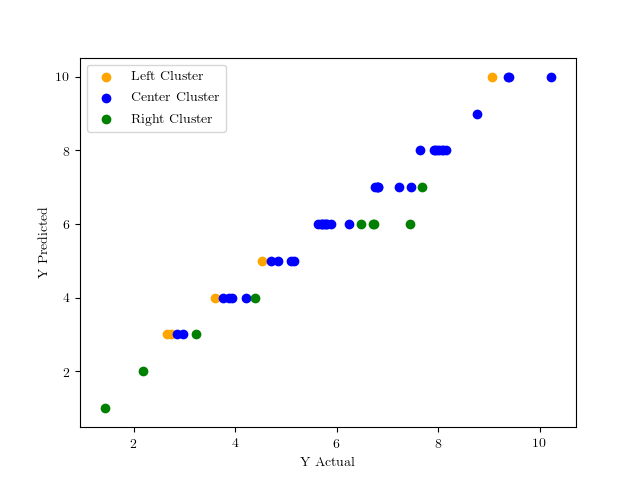 10
8
6
4
2
Y Predicted
Left Cluster
Center Cluster
Right Cluster
2 4 6 8 10
Y Actual